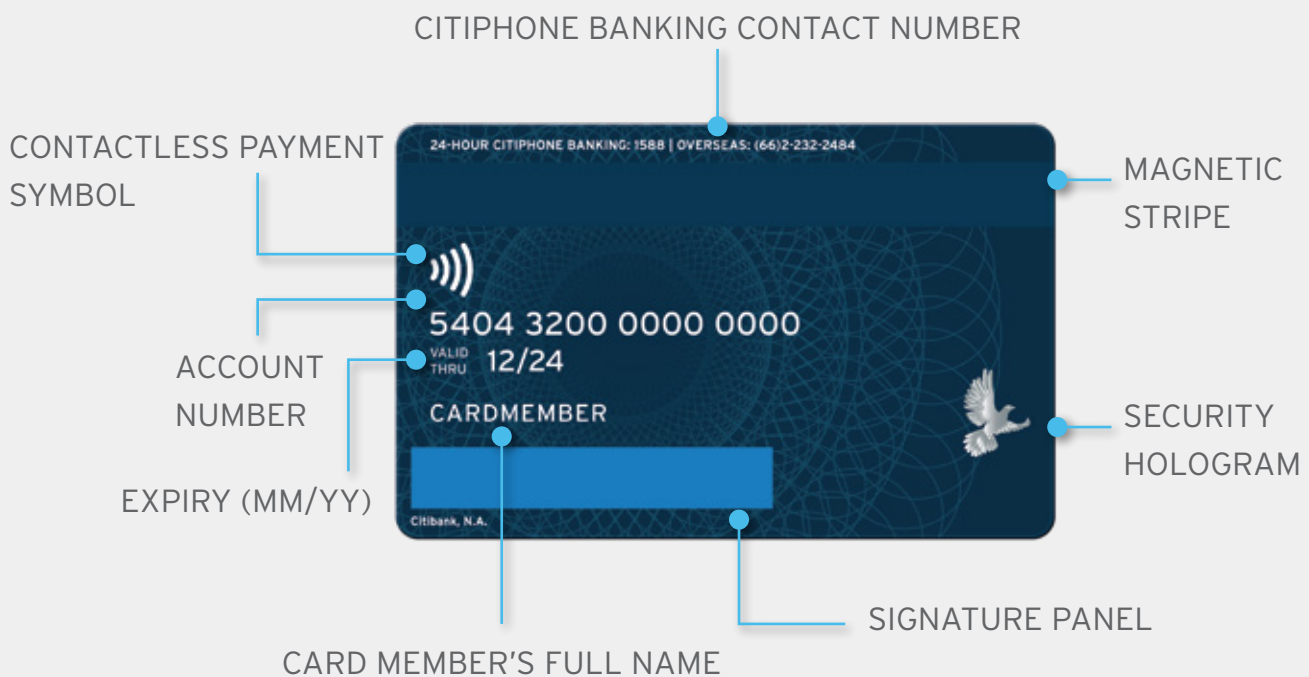 CITIPHONE BANKING CONTACT NUMBER
CONTACTLESS PAYMENT
SYMBOL
24-HOUR CITIPHONE BANKING: 1588 | OVERSEAS: (66)2-232-2484
MAGNETIC
STRIPE
5404 3200 0000 0000
VALID
THRU
12/24
ACCOUNT
NUMBER
CARDMEMBER
SECURITY
HOLOGRAM
EXPIRY (MM/YY)
Citibank, N.A.
SIGNATURE PANEL
CARD MEMBER'S FULL NAME